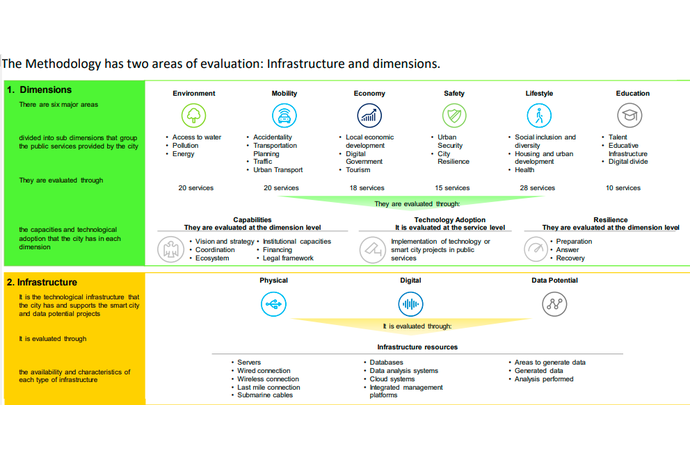 The Methodology has two areas of evaluation: Infrastructure and dimensions.
1. Dimensions
There are six major areas
divided into sub dimensions that group
the public services provided by the city
They are evaluated through
the capacities and technological
adoption that the city has in each
dimension
Environment
• Access to water
• Pollution
• Energy
20 services
Mobility
• Accidentality
• Transportation
Planning
• Traffic
• Urban Transport
20 services
Economy
• Local economic
development
• Digital
Government
• Tourism
18 services
Safety
• Urban
Security
• City
Resilience
15 services
Lifestyle
• Social inclusion and
diversity
• Housing and urban
development
• Health
28 services
Education
• Talent
• Educative
Infrastructure
• Digital divide
10 services
They are evaluated through:
Capabilities
They are evaluated at the dimension level
• Vision and strategy
• Coordination
• Ecosystem
• Institutional capacities
• Financing
• Legal framework
Technology Adoption
It is evaluated at the service level
Implementation of technology or
smart city projects in public
services
Resilience
They are evaluated at the dimension level
• Preparation
• Answer
• Recovery
2. Infrastructure
It is the technological infrastructure that
the city has and supports the smart city
and data potential projects
It is evaluated through
the availability and characteristics of
each type of infrastructure
Physical
Digital
Data Potential
It is evaluated through:
Infrastructure resources
• Servers
• Wired connection
• Wireless connection
• Last mile connection
• Submarine cables
• Databases
• Data analysis systems
• Cloud systems
• Integrated management
platforms
• Areas to generate data
• Generated data
• Analysis performed